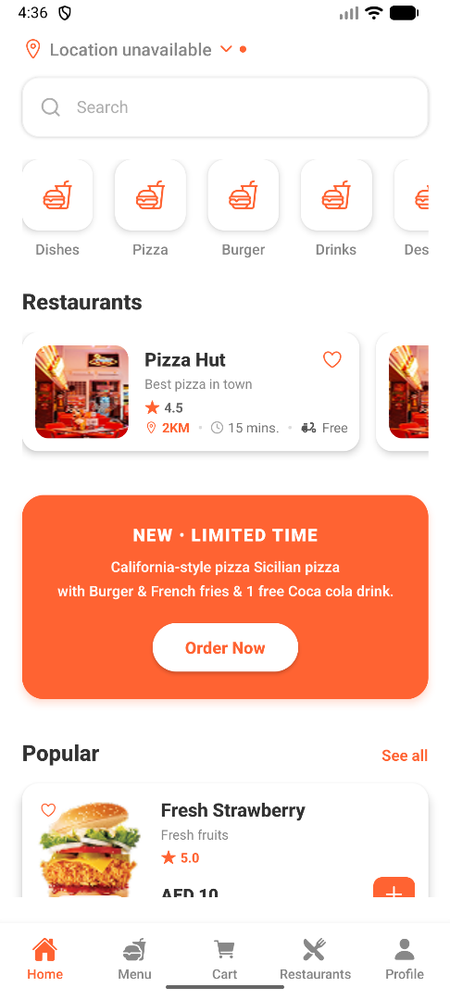 4:36
Location unavailable
Search
Dishes
Pizza
Burger
Drinks
Des
Restaurants
Pizza Hut
Best pizza in town
4.5
2KM • 15 mins. • Free
NEW • LIMITED TIME
California-style pizza Sicilian pizza
with Burger & French fries & 1 free Coca cola drink.
Order Now
Popular
See all
Fresh Strawberry
Fresh fruits
5.0
AED 10
Home
Menu
Cart
Restaurants
Profile